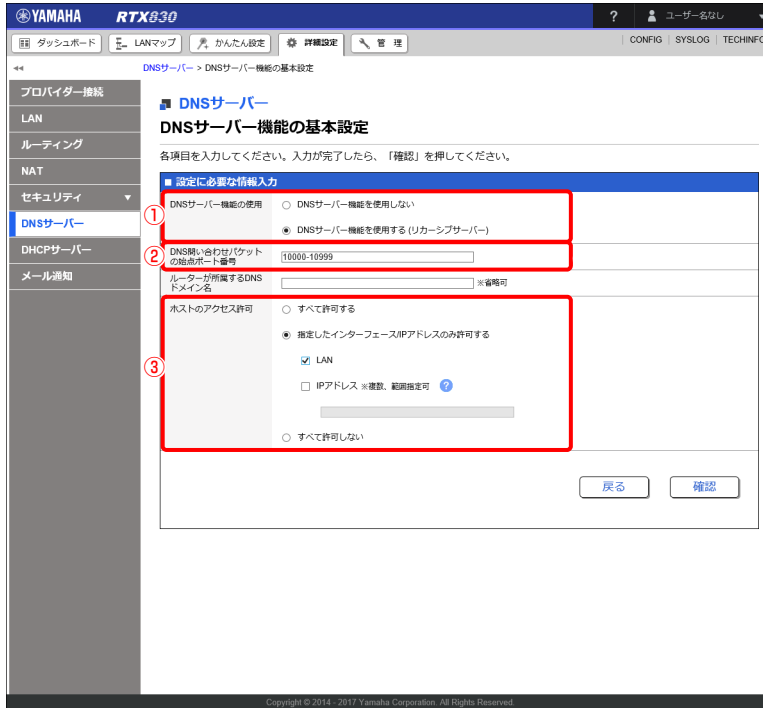 YAMAHA RTX830 ? ユーザー名なし
ダッシュボード LANマップ かんたん設定 詳細設定 管 理 CONFIG SYSLOG TECHINFO
DNSサーバー > DNSサーバー機能の基本設定
プロバイダー接続
LAN
ルーティング
NAT
セキュリティ
DNSサーバー
DHCPサーバー
メール通知
DNSサーバー
DNSサーバー機能の基本設定
各項目を入力してください。入力が完了したら、「確認」を押してください。
■ 設定に必要な情報入力
① DNSサーバー機能の使用 DNSサーバー機能を使用しない
DNSサーバー機能を使用する (リカーシブサーバー)
② DNS問い合わせパケット
の始点ポート番号 10000-10999
ルーターが所属するDNS
ドメイン名 ※省略可
③ ホストのアクセス許可 すべて許可する
指定したインターフェース/IPアドレスのみ許可する
LAN
IPアドレス ※複数、範囲指定可 ?
すべて許可しない
戻る 確認
Copyright © 2014 - 2017 Yamaha Corporation. All Rights Reserved.